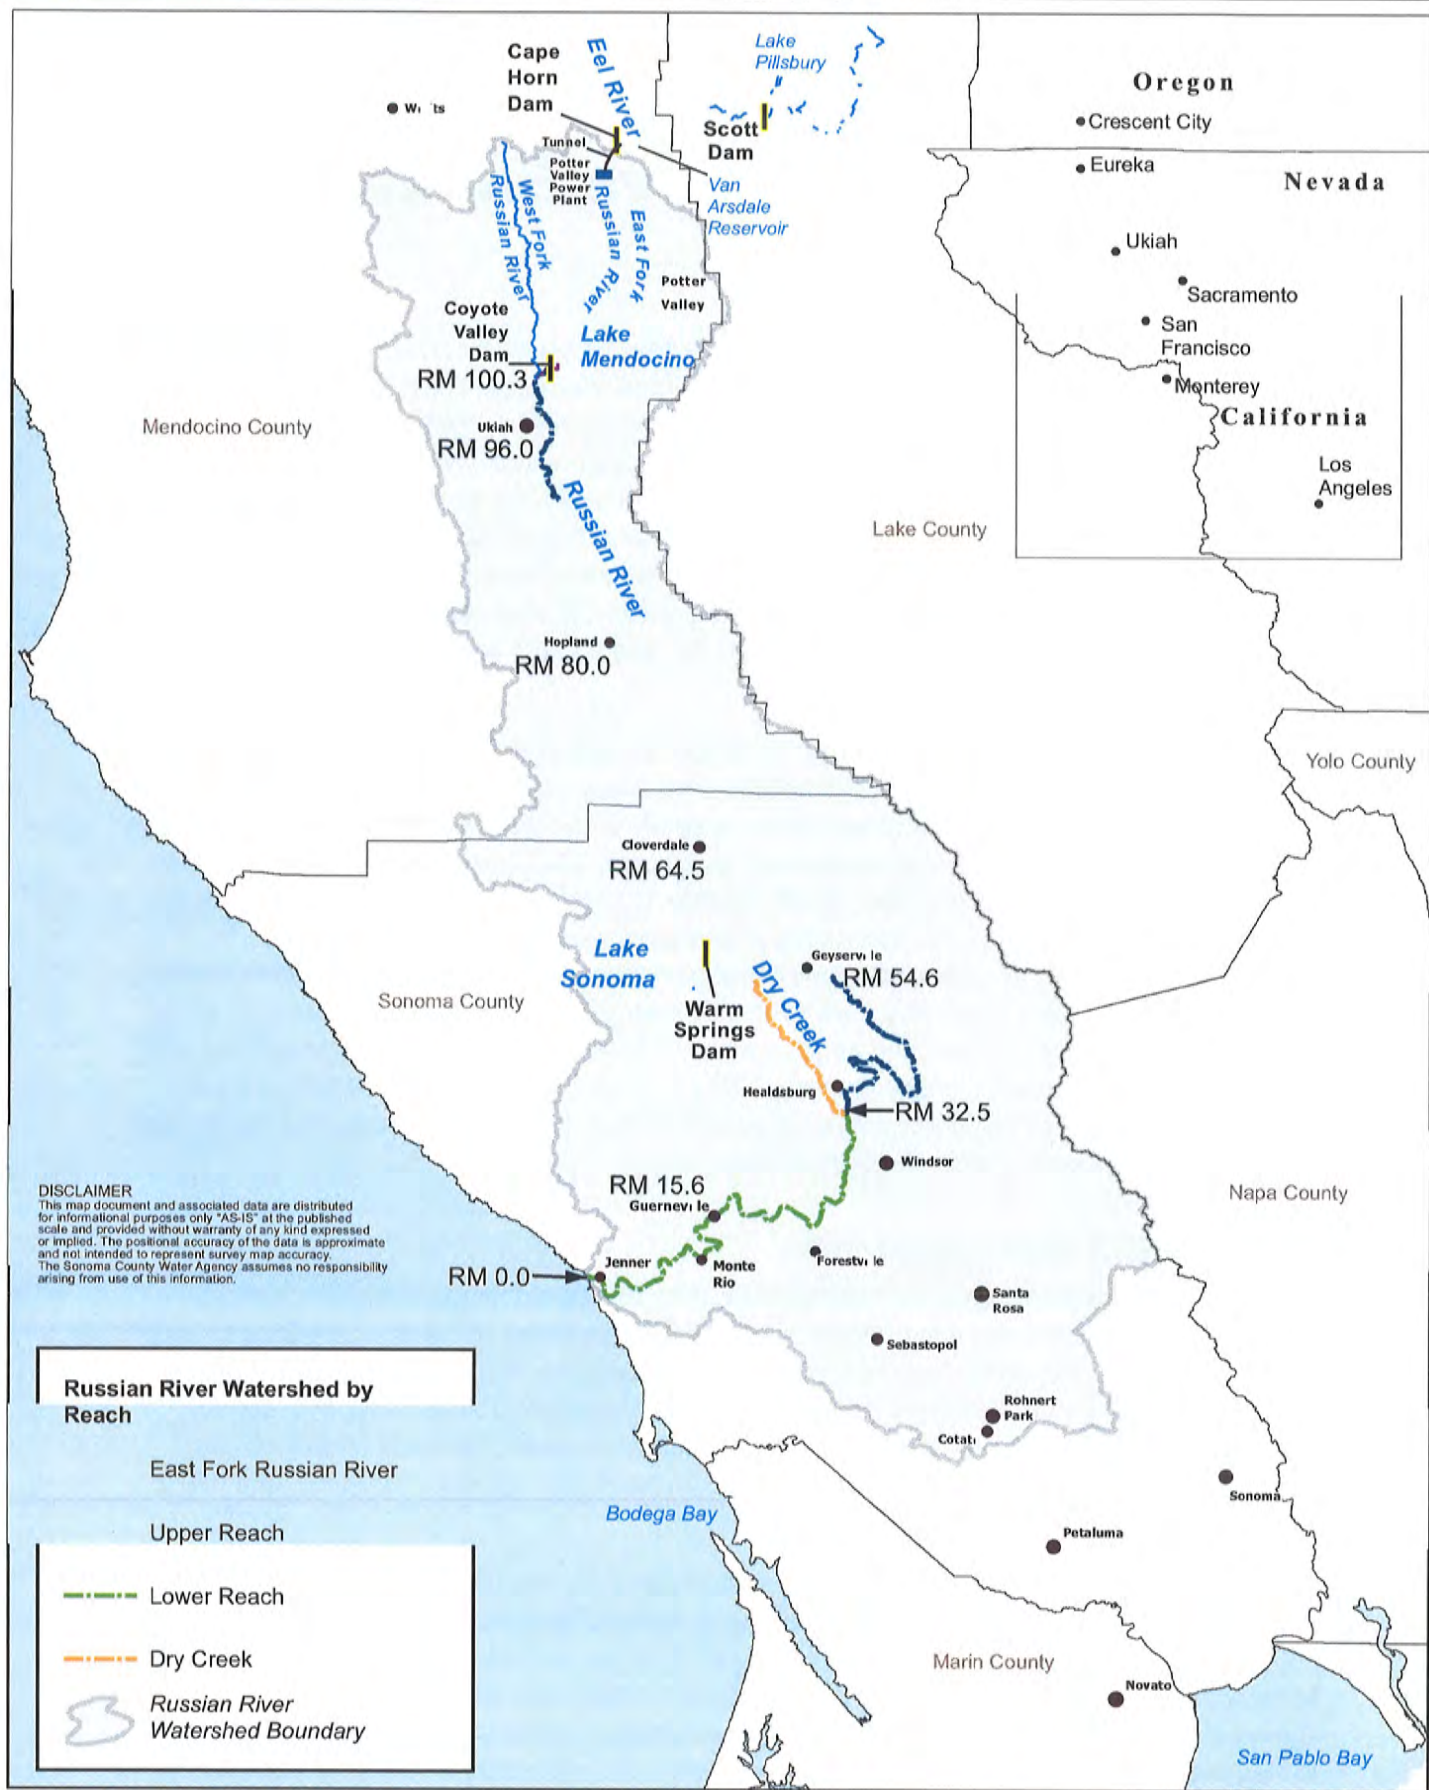 Cape
Horn
Dam
Eel River
Lake
Pillsbury
Scott
Dam
Tunnel
Potter
Valley
Power
Plant
Van
Arsdale
Reservoir
West Fork
Russian River
East Fork
Russian River
Potter
Valley
Coyote
Valley
Dam
RM 100.3
Lake
Mendocino
Ukiah
RM 96.0
Russian River
Mendocino County
Lake County
Hopland
RM 80.0
Oregon
Crescent City
Eureka
Nevada
Ukiah
Sacramento
San
Francisco
Monterey
California
Los
Angeles
Yolo County
Cloverdale
RM 64.5
Lake
Sonoma
Warm
Springs
Dam
Dry Creek
RM 54.6
Sonoma County
Healdsburg
RM 32.5
Windsor
RM 15.6
Napa County
Jenner
RM 0.0
Monte
Rio
Santa
Rosa
Sebastopol
Rohnert
Park
Sonoma
Petaluma
Bodega Bay
Marin County
Novato
San Pablo Bay
DISCLAIMER
This map document and associated data are distributed
for informational purposes only "AS-IS" at the published
scale and provided without warranty of any kind expressed
or implied. The positional accuracy of the data is approximate
and not intended to represent survey map accuracy.
The Sonoma County Water Agency assumes no responsibility
arising from use of this information.
Russian River Watershed by
Reach
East Fork Russian River
Upper Reach
Lower Reach
Dry Creek
Russian River
Watershed Boundary